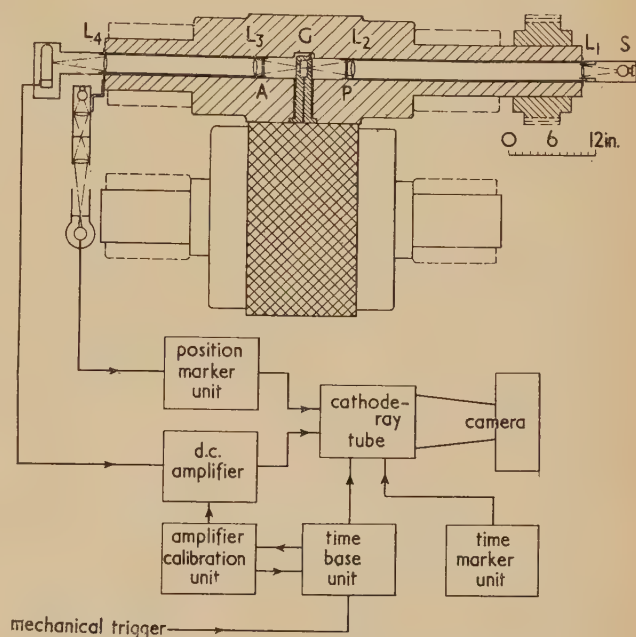 L4 L3 G L2 L1 S
A P
0 6 12in.
position
marker
unit
cathode-
ray
tube
camera
d.c.
amplifier
amplifier
calibration
unit
time
base
unit
time
marker
unit
mechanical trigger